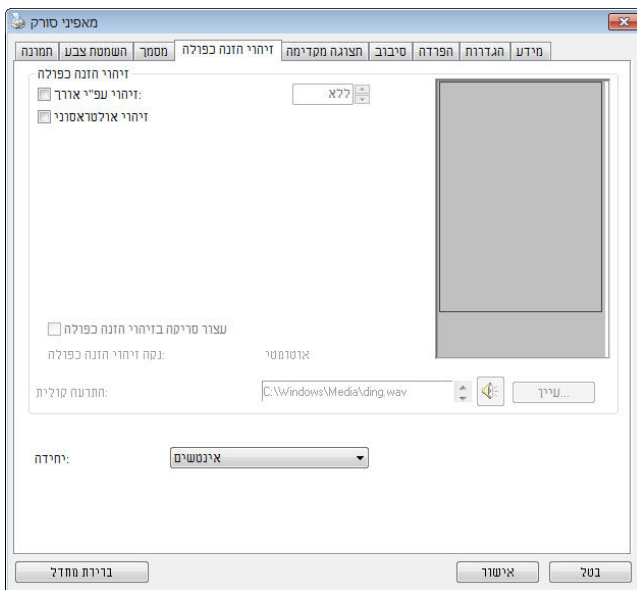 מאפיני סורק
תמונה | השמטת צבע | מסמך | זיהוי הזנה כפולה | תצוגה מקדימה | סיבוב | הפרדה | הגדרות | מידע
זיהוי הזנה כפולה
זיהוי עפ"י אורך: ללא
זיהוי אולטראסוני
עצור סריקה בזיהוי הזנה כפולה
נקה זיהוי הזנה כפולה: אוטומטי
התרעה קולית: C:\Windows\Media\ding.wav עיין...
יחידה: אינטשים
ברירת מחדל אישור בטל